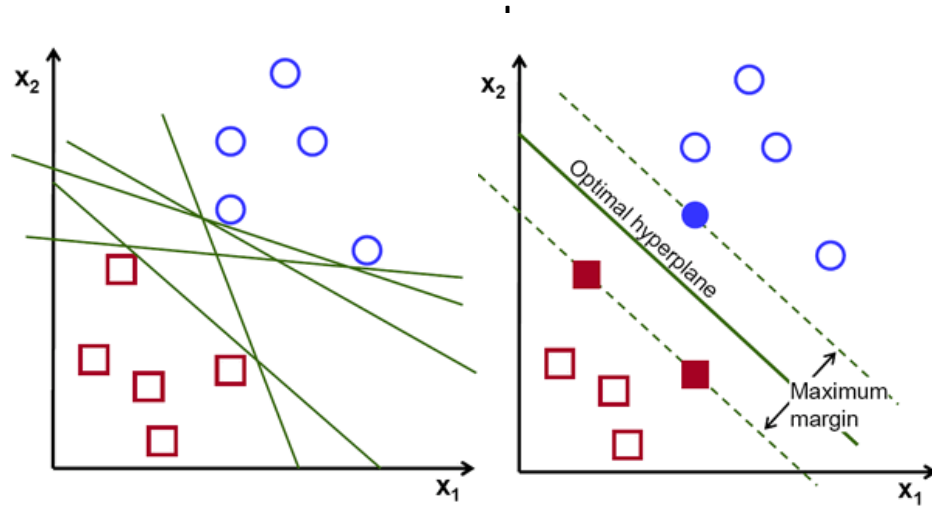 x₂
x₁
x₂
Optimal hyperplane
Maximum
margin
x₁